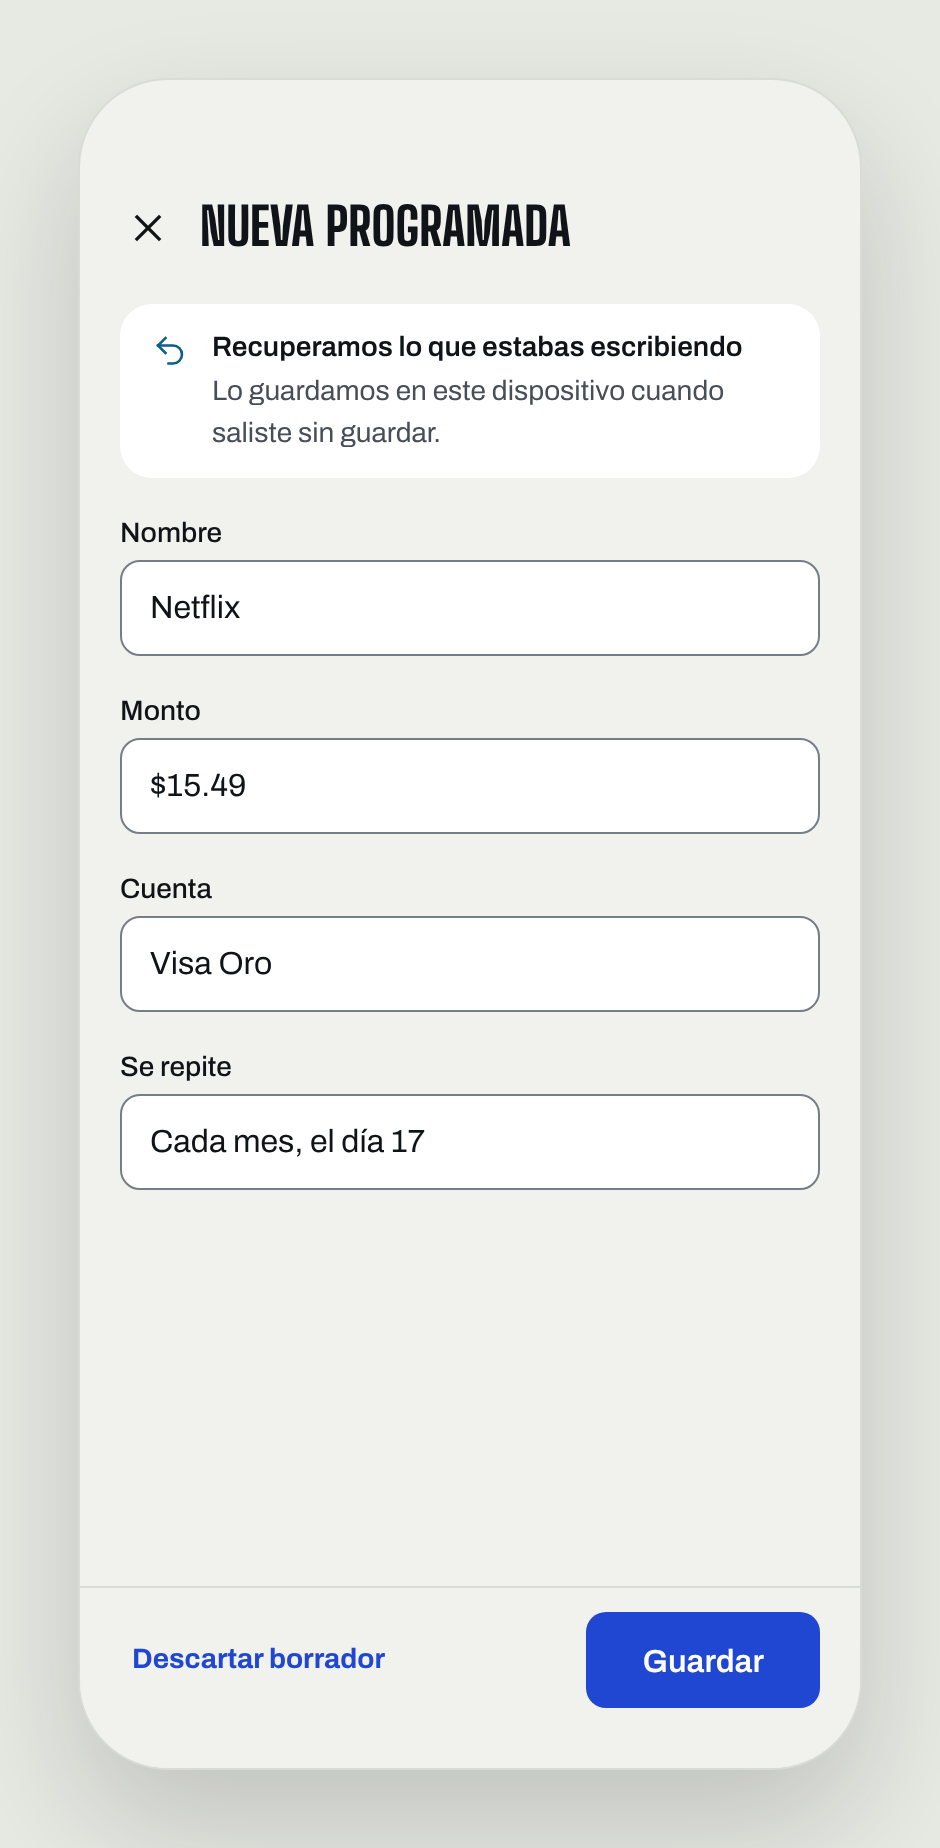 NUEVA PROGRAMADA
Recuperamos lo que estabas escribiendo
Lo guardamos en este dispositivo cuando
saliste sin guardar.
Nombre
Netflix
Monto
$15.49
Cuenta
Visa Oro
Se repite
Cada mes, el día 17
Descartar borrador
Guardar